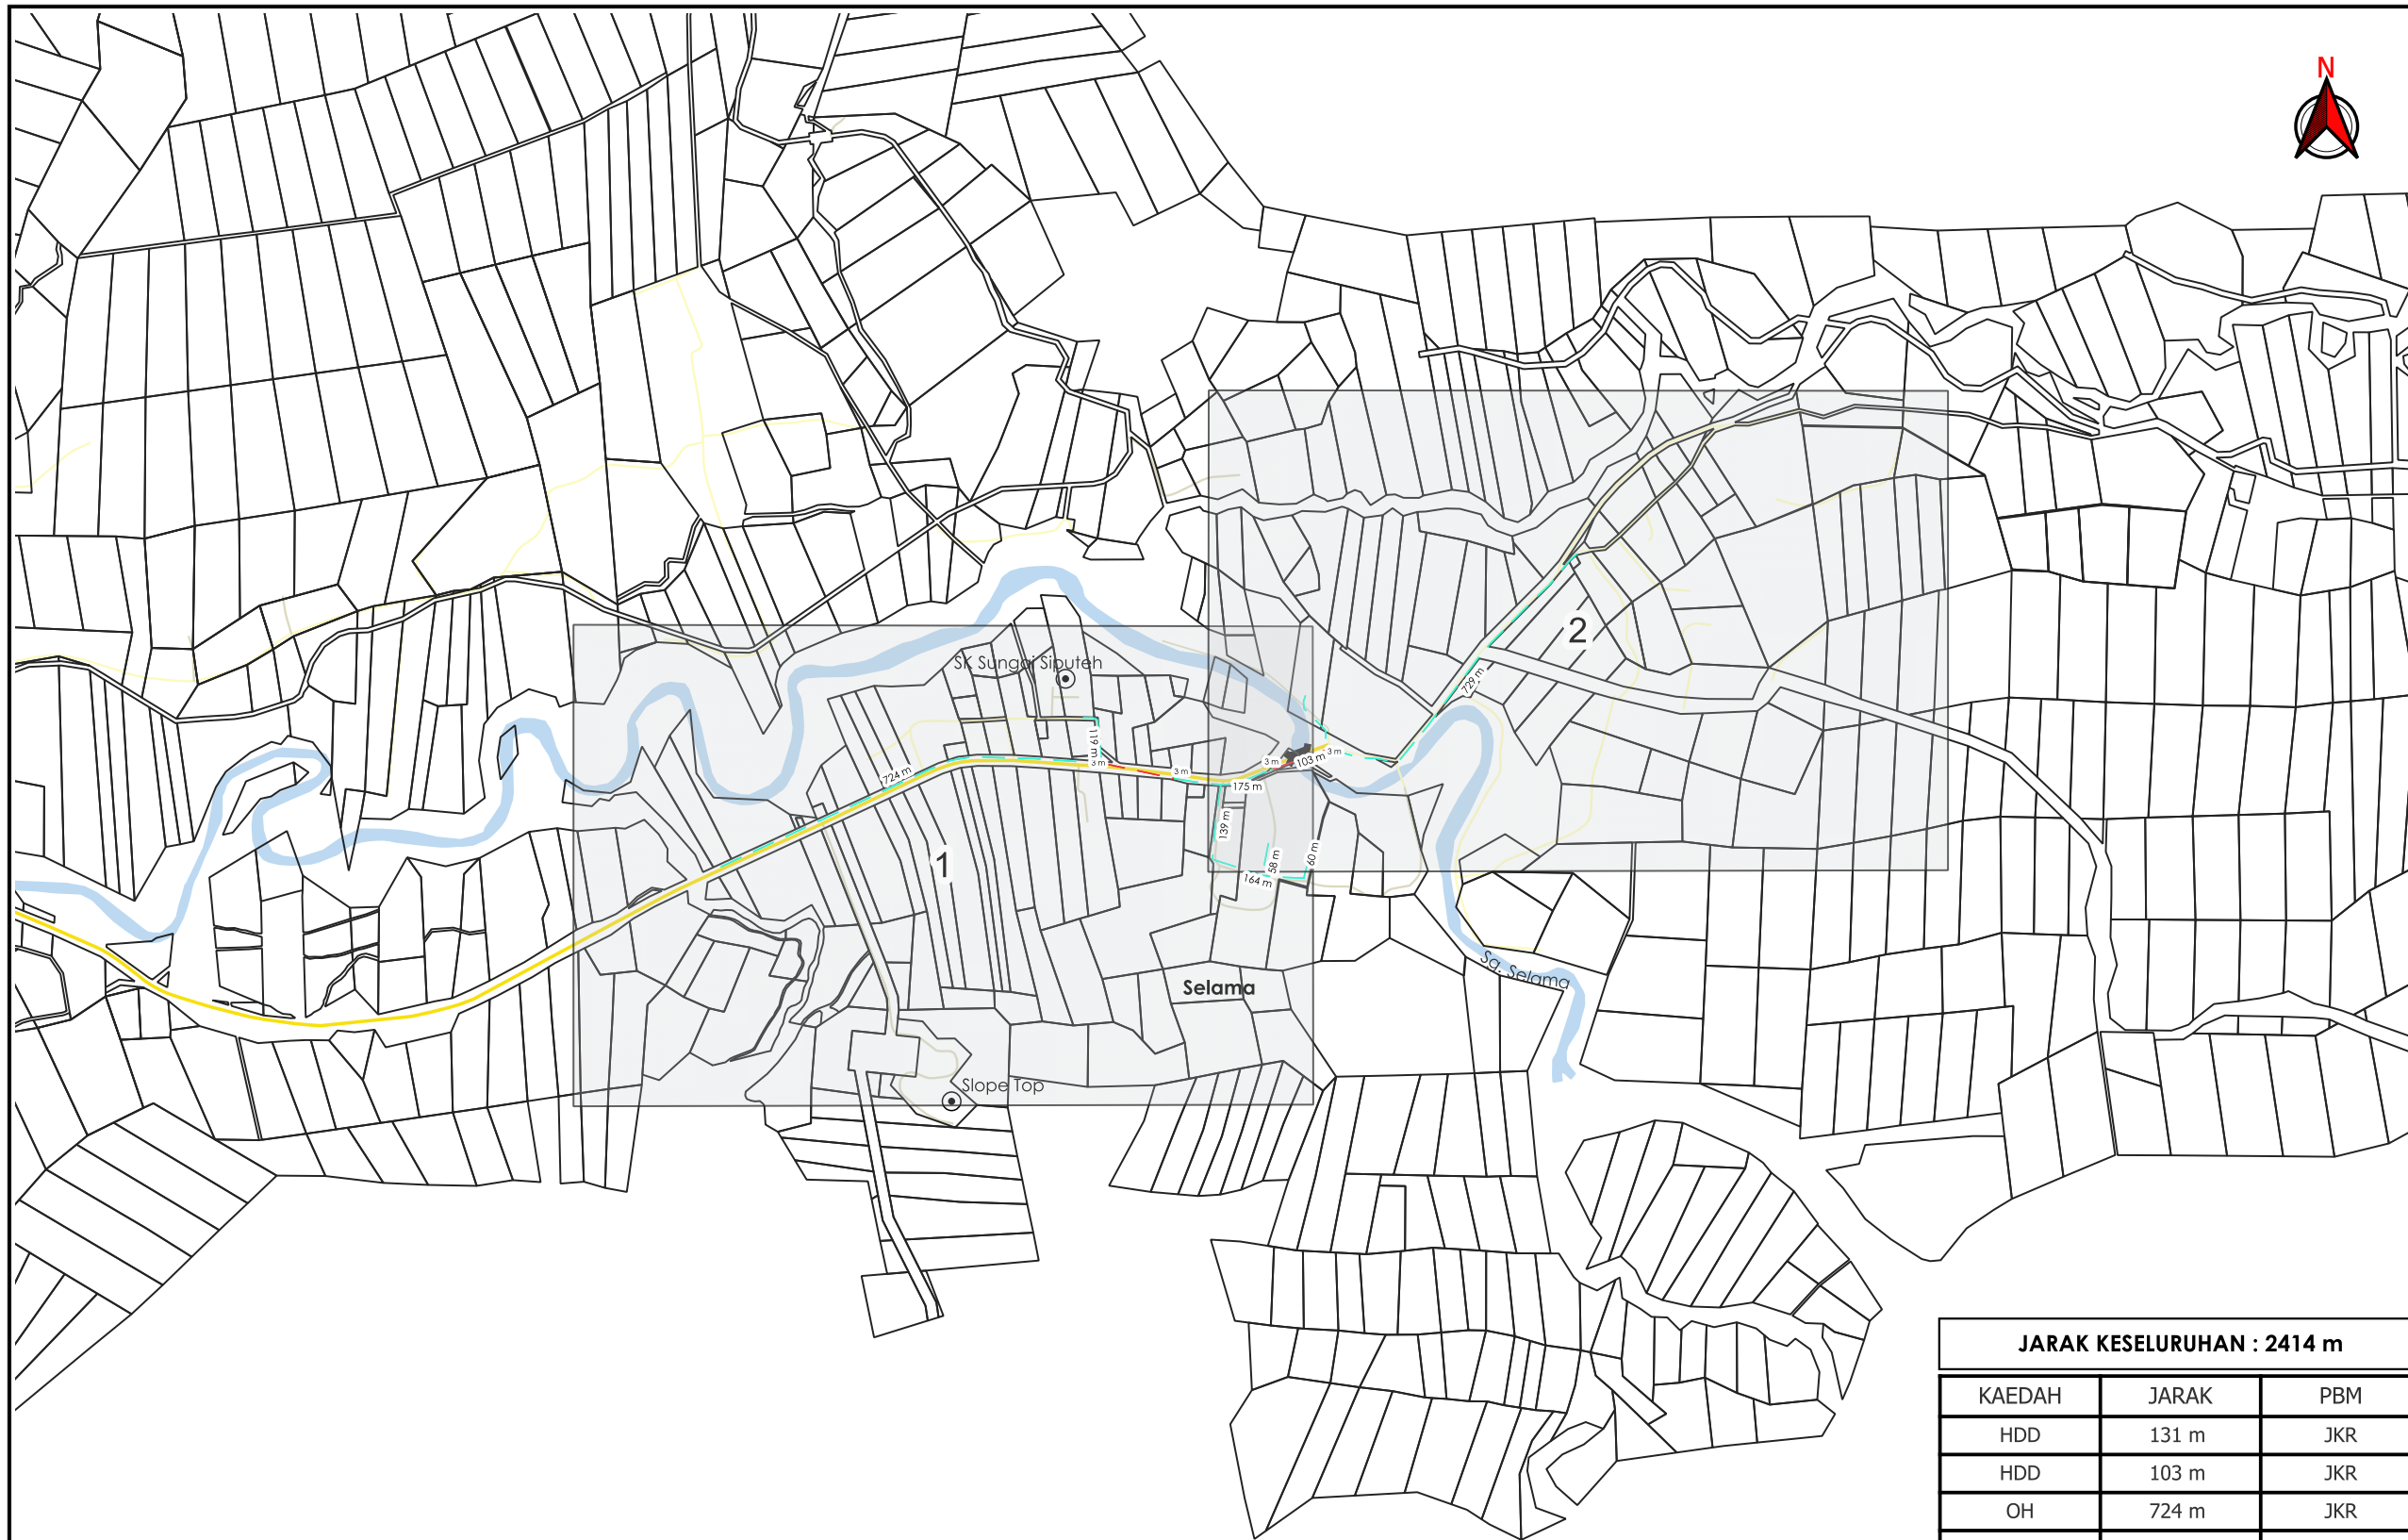 N
SK Sungai Siputeh
2
729 m
119 m
724 m
3 m
3 m
3 m
103 m
3 m
175 m
139 m
1
58 m
60 m
164 m
Sg. Selama
Selama
Slope Top
JARAK KESELURUHAN : 2414 m
KAEDAH JARAK PBM
HDD 131 m JKR
HDD 103 m JKR
OH 724 m JKR